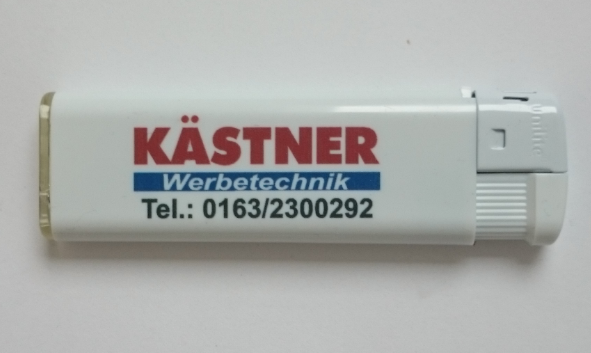 KÄSTNER
Werbetechnik
Tel.: 0163/2300292